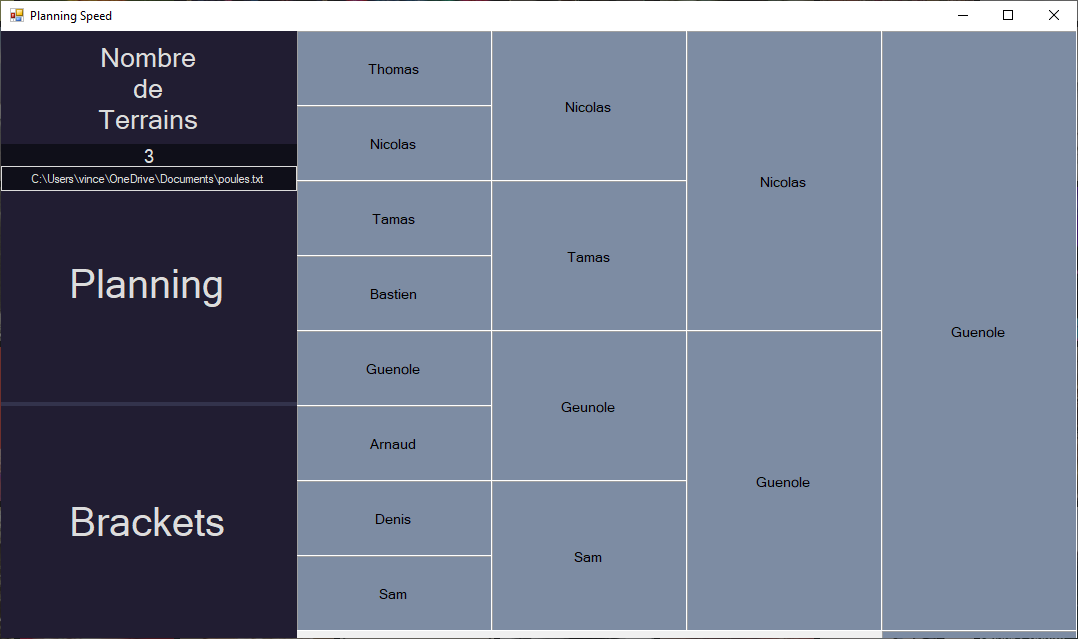 Planning Speed
Nombre
de
Terrains
3
C:\Users\vince\OneDrive\Documents\poules.txt
Planning
Brackets
Thomas
Nicolas
Tamas
Bastien
Guenole
Arnaud
Denis
Sam
Nicolas
Tamas
Geunole
Sam
Nicolas
Guenole
Guenole